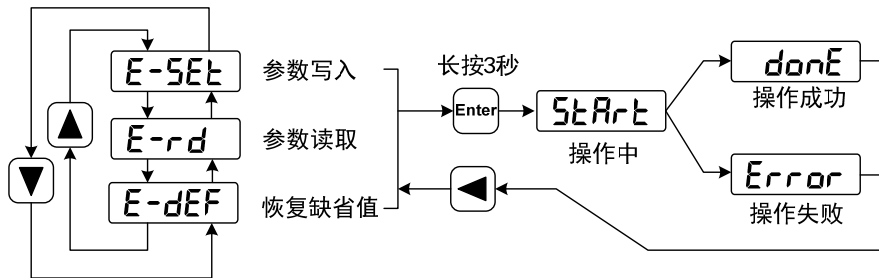 E-SEt 参数写入
E-rd 参数读取
E-dEF 恢复缺省值
长按3秒
Enter
StArt
操作中
donE
操作成功
Error
操作失败